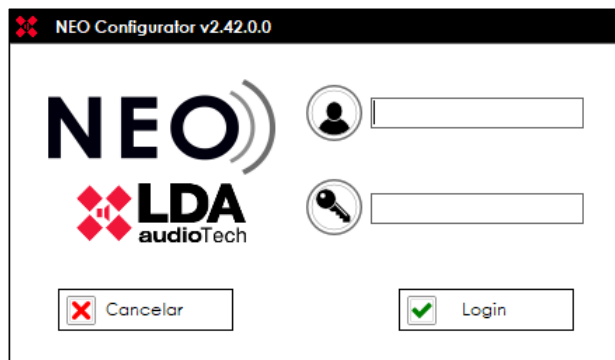 NEO Configurator v2.42.0.0
NEO
LDA
audioTech
Cancelar
Login